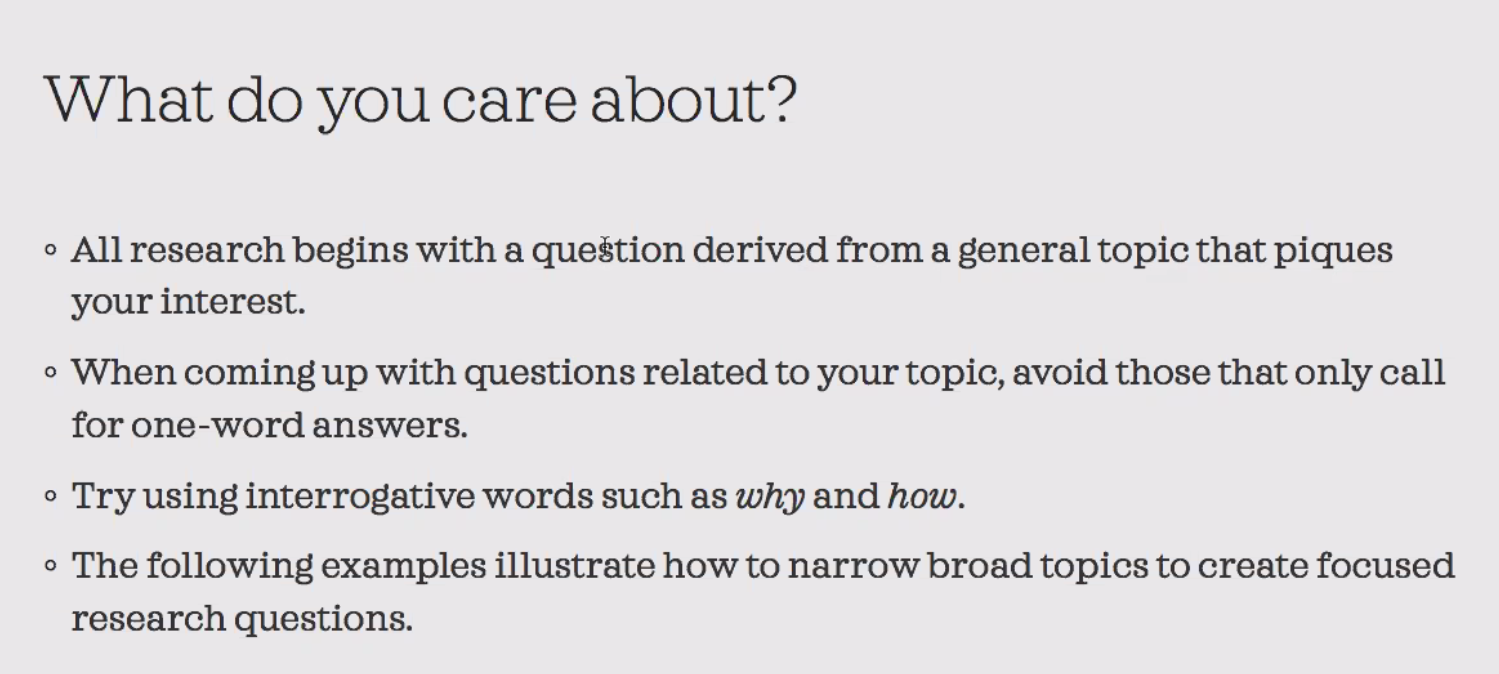 What do you care about?
◦ All research begins with a question derived from a general topic that piques
your interest.
◦ When coming up with questions related to your topic, avoid those that only call
for one-word answers.
◦ Try using interrogative words such as why and how.
◦ The following examples illustrate how to narrow broad topics to create focused
research questions.